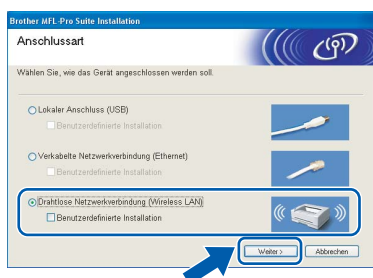 Brother MFL-Pro Suite Installation
Anschlussart
Wählen Sie, wie das Gerät angeschlossen werden soll.
Lokaler Anschluss (USB)
Benutzerdefinierte Installation
Verkabelte Netzwerkverbindung (Ethernet)
Benutzerdefinierte Installation
Drahtlose Netzwerkverbindung (Wireless LAN)
Benutzerdefinierte Installation
Weiter >
Abbrechen